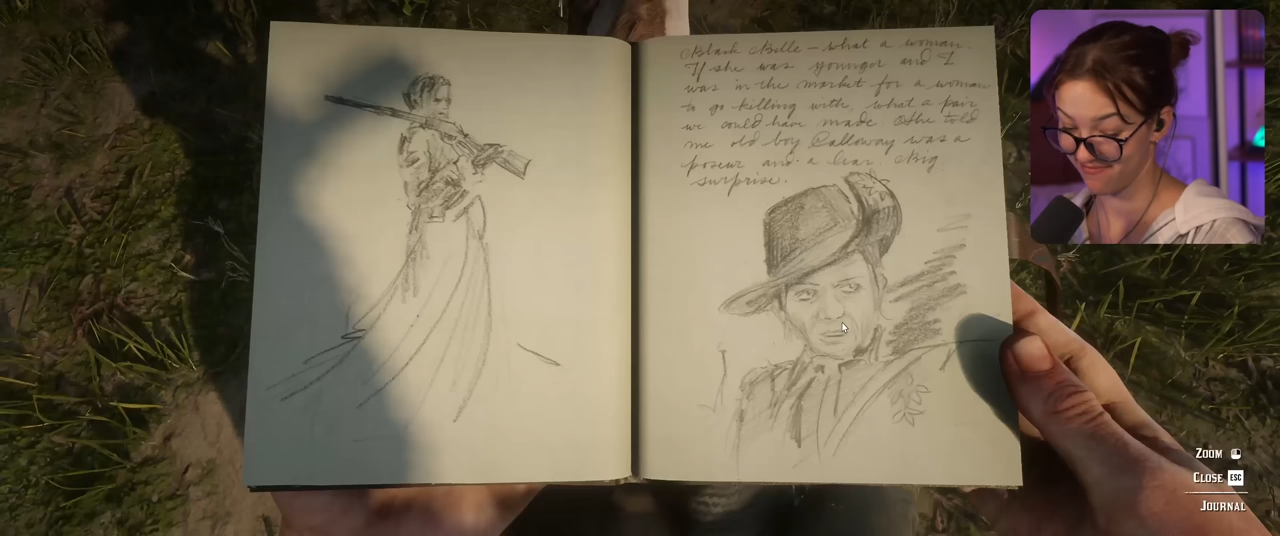 Black Belle - what a woman.
If she was younger and I
was in the market for a woman
to go killing with, what a pair
we could have made. She told
me old boy Calloway was a
poseur and a liar. Big
surprise.
Zoom
Close ESC
Journal